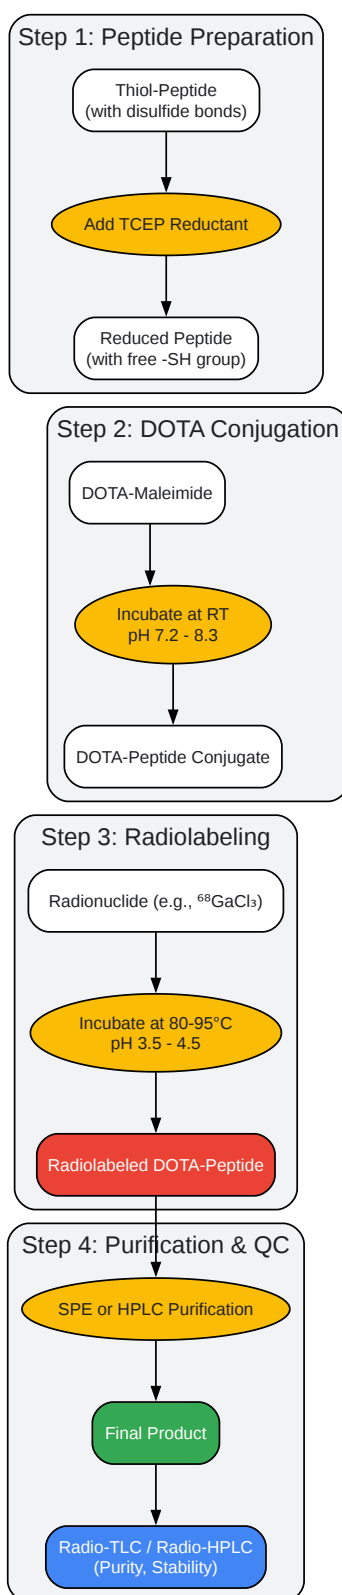 Step 1: Peptide Preparation
Thiol-Peptide
(with disulfide bonds)
Add TCEP Reductant
Reduced Peptide
(with free -SH group)
Step 2: DOTA Conjugation
DOTA-Maleimide
Incubate at RT
pH 7.2 - 8.3
DOTA-Peptide Conjugate
Step 3: Radiolabeling
Radionuclide (e.g., ⁶⁸GaCl₃)
Incubate at 80-95°C
pH 3.5 - 4.5
Radiolabeled DOTA-Peptide
Step 4: Purification & QC
SPE or HPLC Purification
Final Product
Radio-TLC / Radio-HPLC
(Purity, Stability)